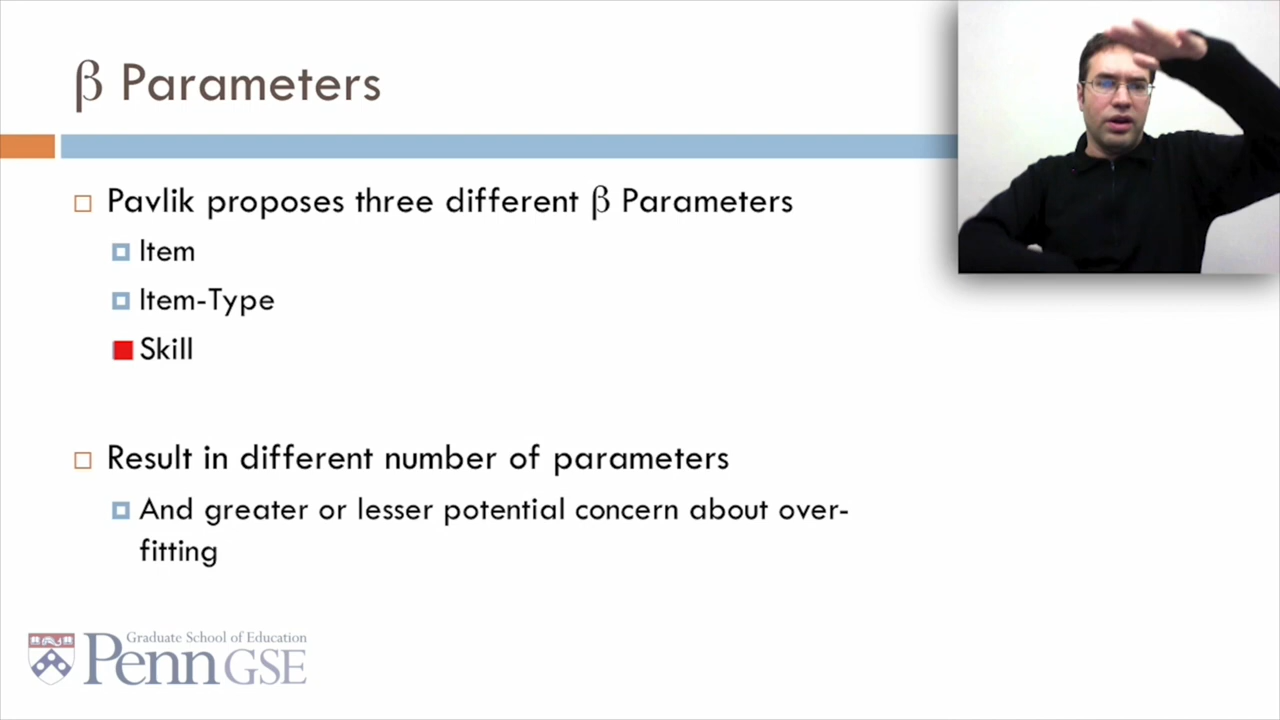 β Parameters
Pavlik proposes three different β Parameters
Item
Item-Type
Skill
Result in different number of parameters
And greater or lesser potential concern about over-
fitting
Graduate School of Education
Penn GSE